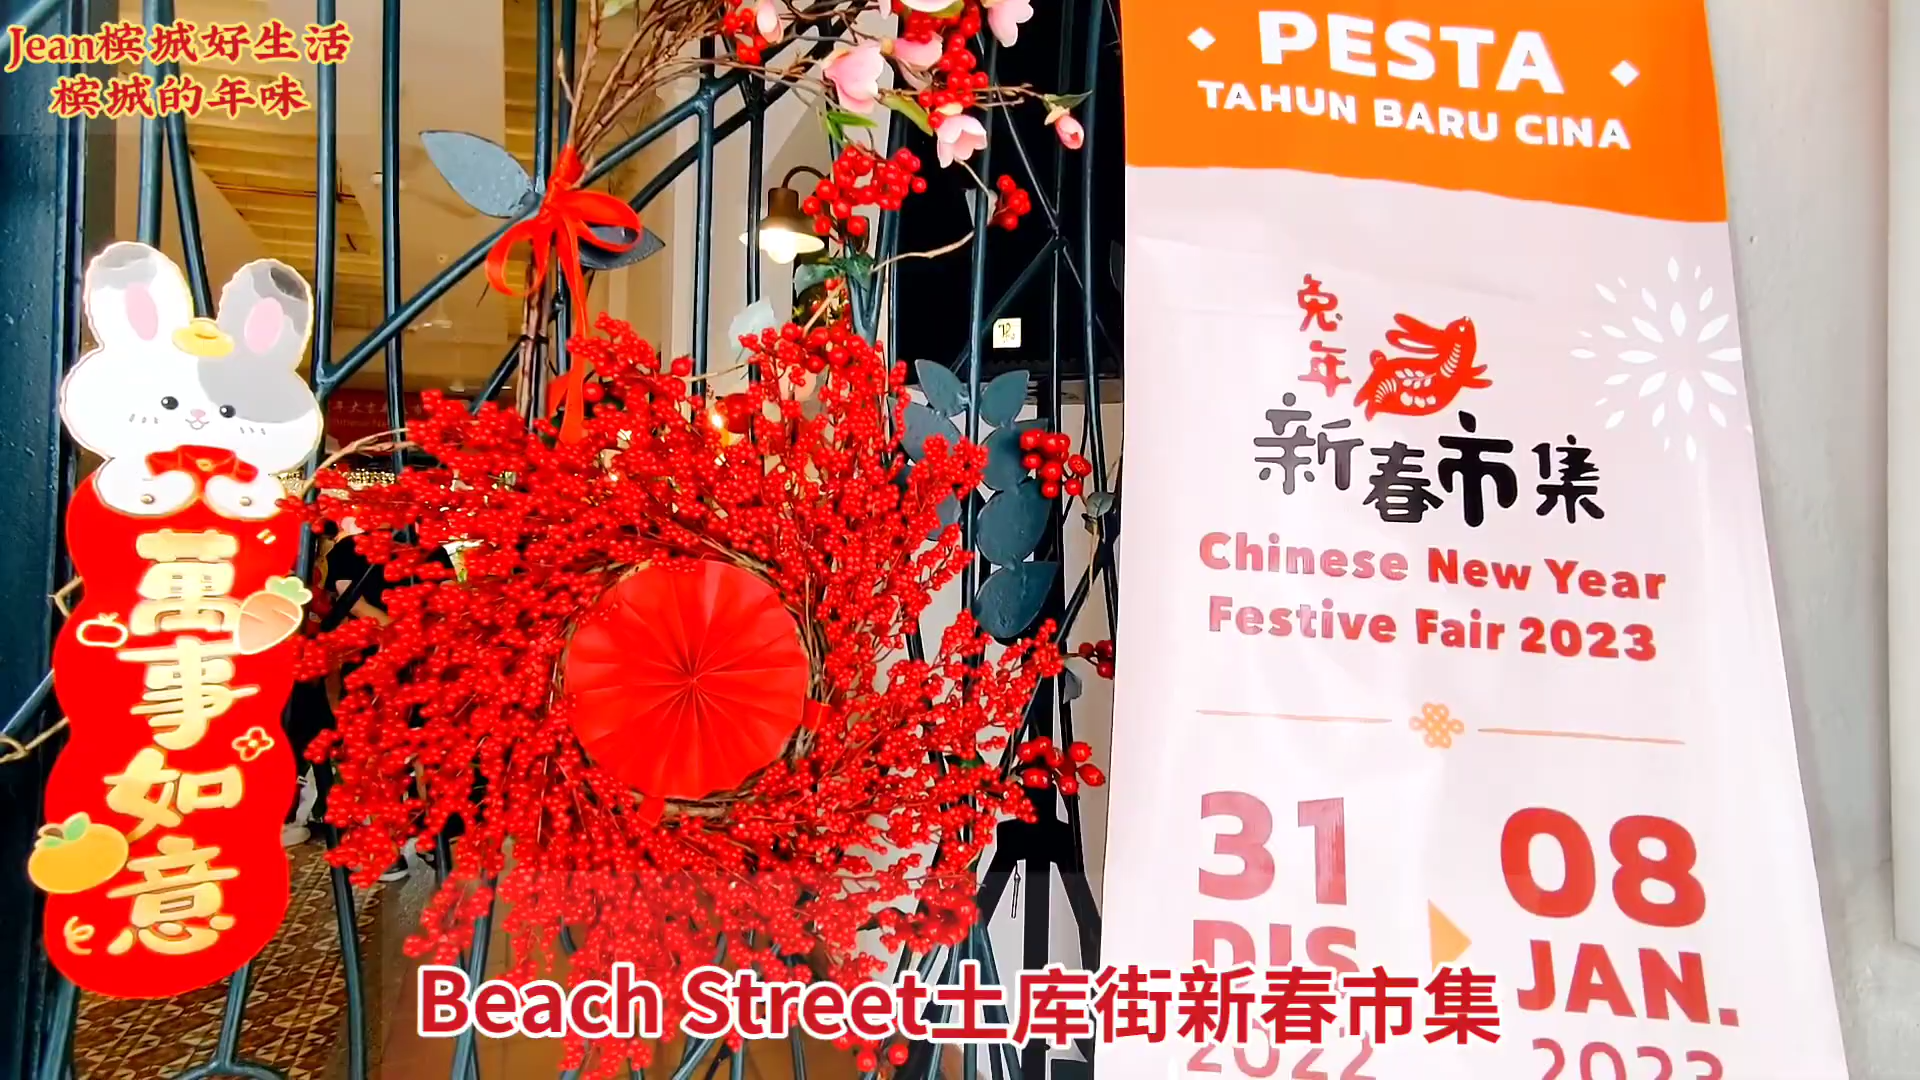 Jean槟城好生活
槟城的年味
萬事如意
PESTA
TAHUN BARU CINA
兔年
新春市集
Chinese New Year
Festive Fair 2023
31
DIS.
2022
08
JAN.
2023
Beach Street土库街新春市集